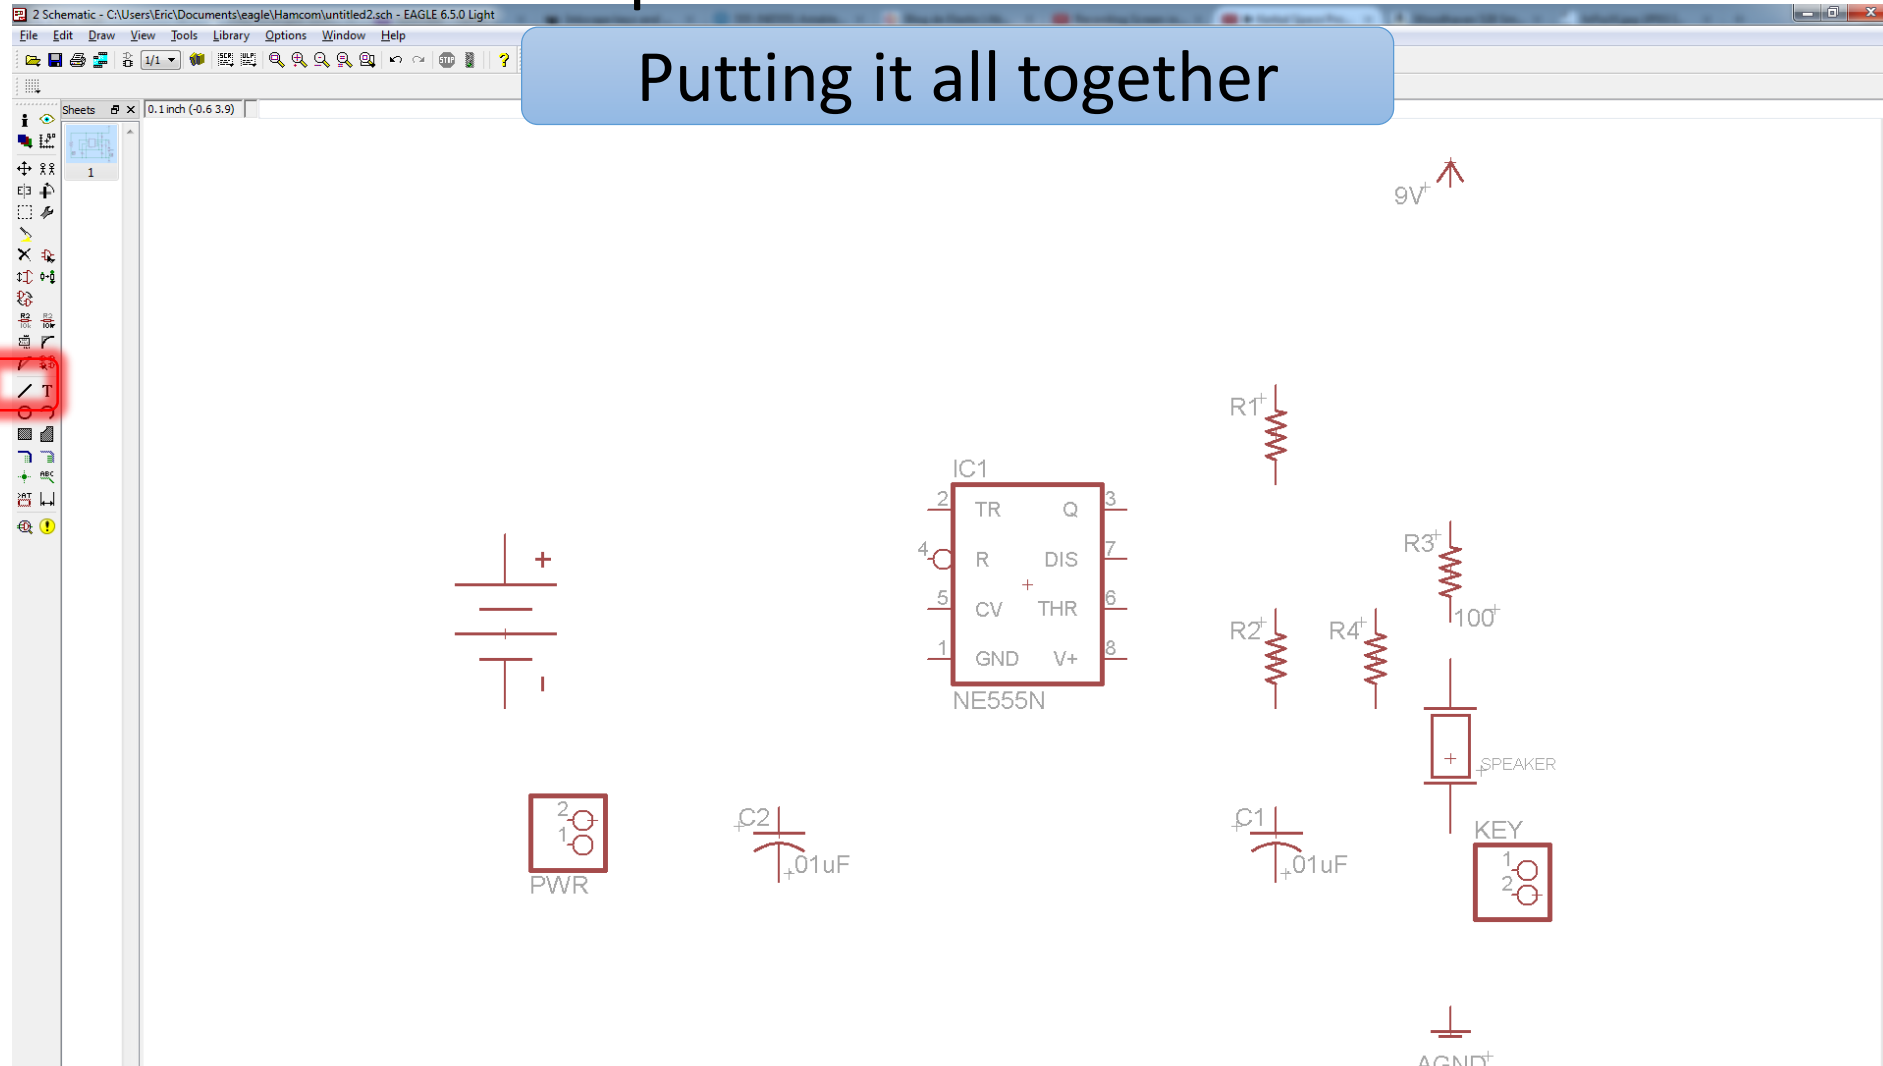 2 Schematic - C:\Users\Eric\Documents\eagle\Hamcom\untitled2.sch - EAGLE 6.5.0 Light
File Edit Draw View Tools Library Options Window Help
Putting it all together
1/1
Sheets
0.1 inch (-0.6 3.9)
1
9V
R1
IC1
2 TR Q 3
4 R DIS 7
5 CV THR 6
1 GND V+ 8
NE555N
R3
100
R2
R4
SPEAKER
+
-
2
1
PWR
C2
.01uF
C1
.01uF
KEY
1
2
AGND